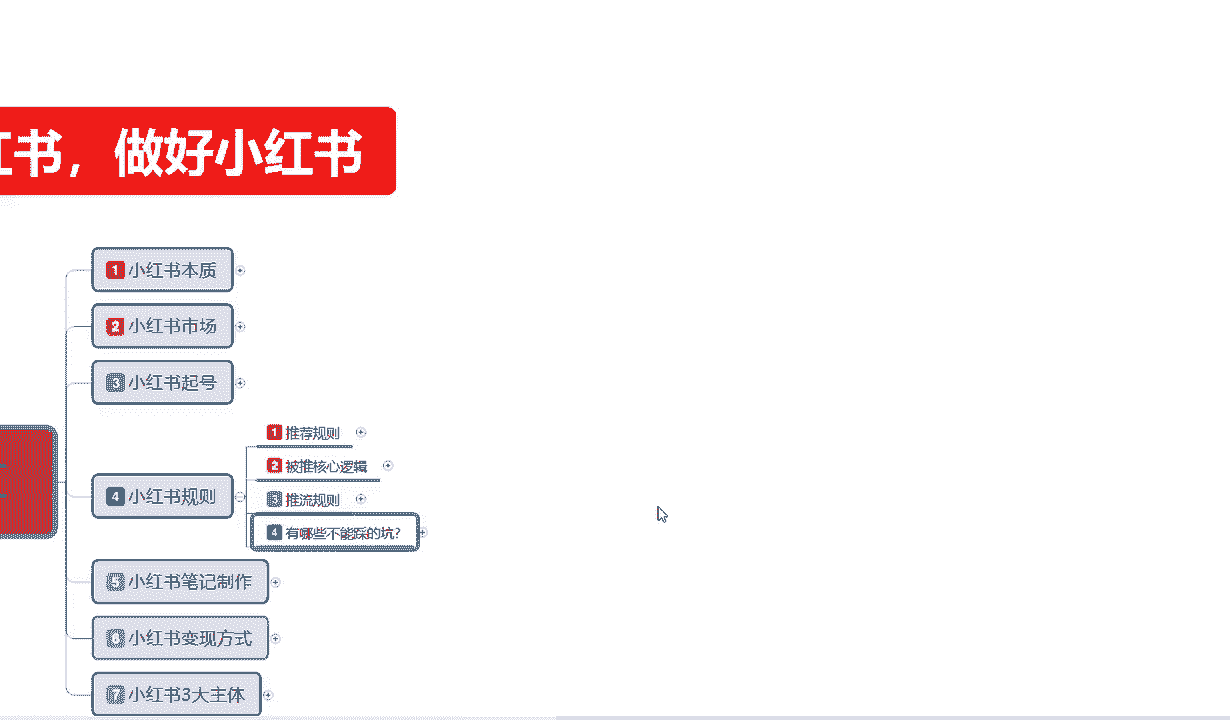 红书，做好小红书
1 小红书本质
2 小红书市场
3 小红书起号
4 小红书规则
1 推荐规则
2 被推核心逻辑
3 推流规则
4 有哪些不能踩的坑?
5 小红书笔记制作
6 小红书变现方式
7 小红书3大主体